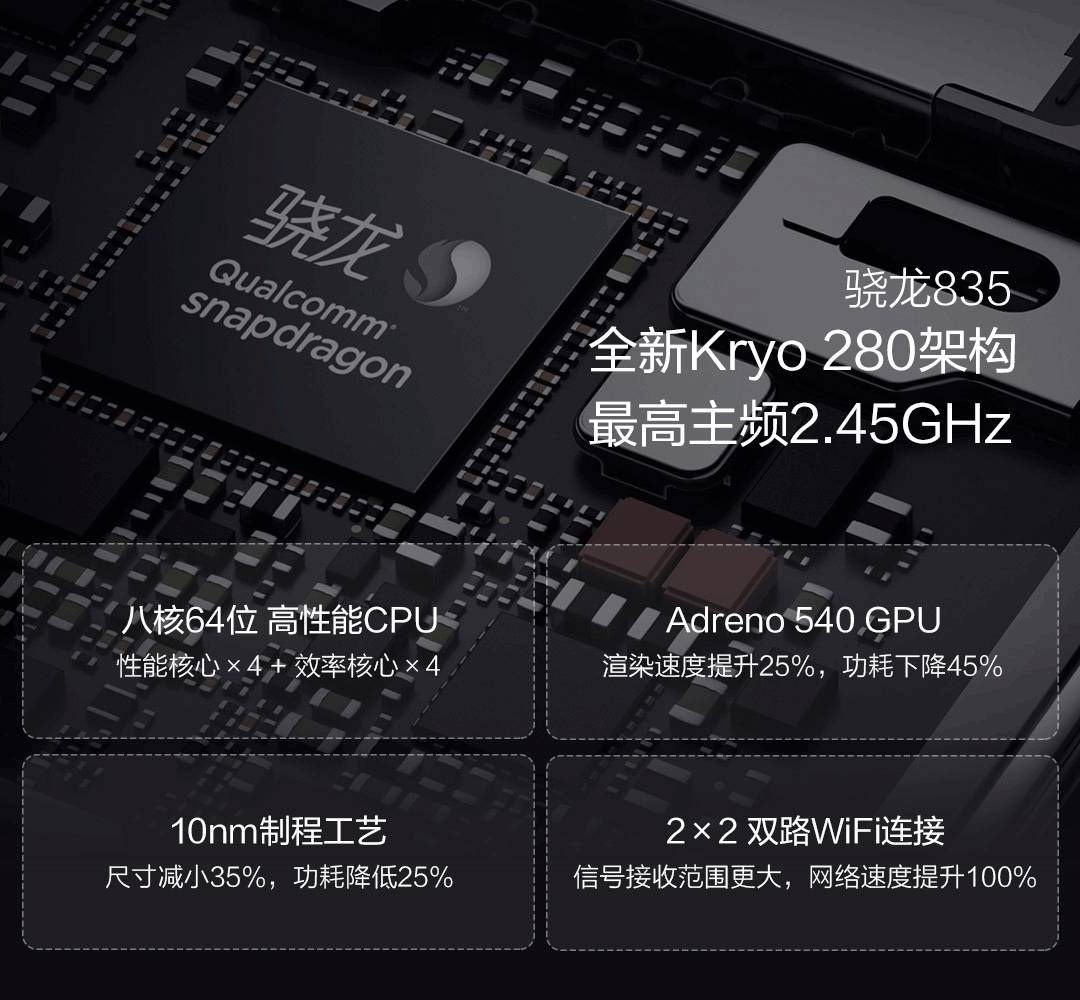 骁龙
Qualcomm
snapdragon
骁龙835
全新Kryo 280架构
最高主频2.45GHz
八核64位 高性能CPU
性能核心×4 + 效率核心×4
Adreno 540 GPU
渲染速度提升25%，功耗下降45%
10nm制程工艺
尺寸减小35%，功耗降低25%
2×2 双路WiFi连接
信号接收范围更大，网络速度提升100%